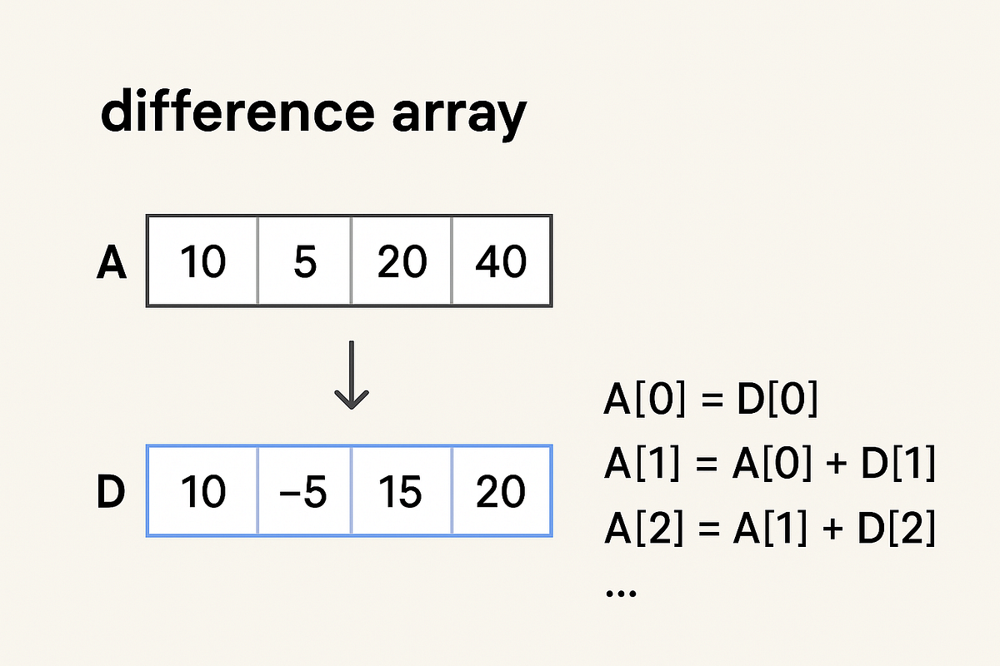 difference array
A 10 5 20 40
D 10 −5 15 20
A[0] = D[0]
A[1] = A[0] + D[1]
A[2] = A[1] + D[2]
...